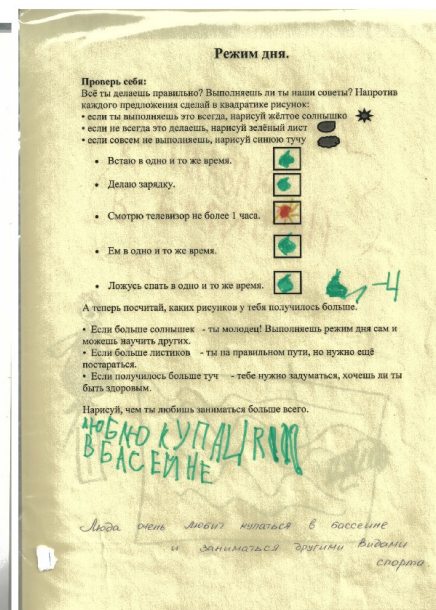 Режим дня.
Проверь себя:
Всё ты делаешь правильно? Выполняешь ли ты наши советы? Напротив
каждого предложения сделай в квадратике рисунок:
• если ты выполняешь это всегда, нарисуй жёлтое солнышко
• если не всегда это делаешь, нарисуй зелёный лист
• если совсем не выполняешь, нарисуй синюю тучу
• Встаю в одно и то же время.
• Делаю зарядку.
• Смотрю телевизор не более 1 часа.
• Ем в одно и то же время.
• Ложусь спать в одно и то же время.
-4
А теперь посчитай, каких рисунков у тебя получилось больше.
• Если больше солнышек - ты молодец! Выполняешь режим дня сам и
можешь научить других.
• Если больше листиков - ты на правильном пути, но нужно ещё
постараться.
• Если получилось больше туч - тебе нужно задуматься, хочешь ли ты
быть здоровым.
Нарисуй, чем ты любишь заниматься больше всего.
ЛЮБЛЮ КУПАЦЯ
В БАСЕЙНЕ
Люда очень любит купаться в бассейне
и заниматься другими видами
спорта.